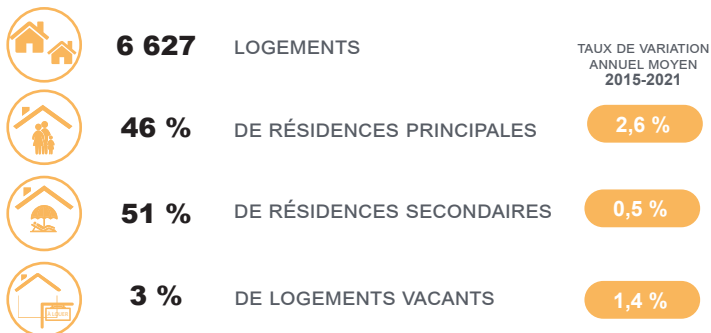 6 627 LOGEMENTS
TAUX DE VARIATION
ANNUEL MOYEN
2015-2021
46 % DE RÉSIDENCES PRINCIPALES 2,6 %
51 % DE RÉSIDENCES SECONDAIRES 0,5 %
3 % DE LOGEMENTS VACANTS 1,4 %